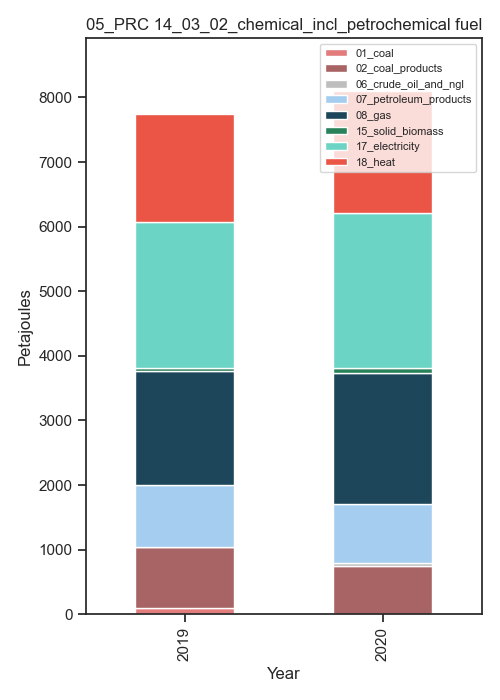 05_PRC 14_03_02_chemical_incl_petrochemical fuel
01_coal
02_coal_products
06_crude_oil_and_ngl
07_petroleum_products
08_gas
15_solid_biomass
17_electricity
18_heat
8000
7000
6000
5000
4000
3000
2000
1000
0
Petajoules
2019
2020
Year